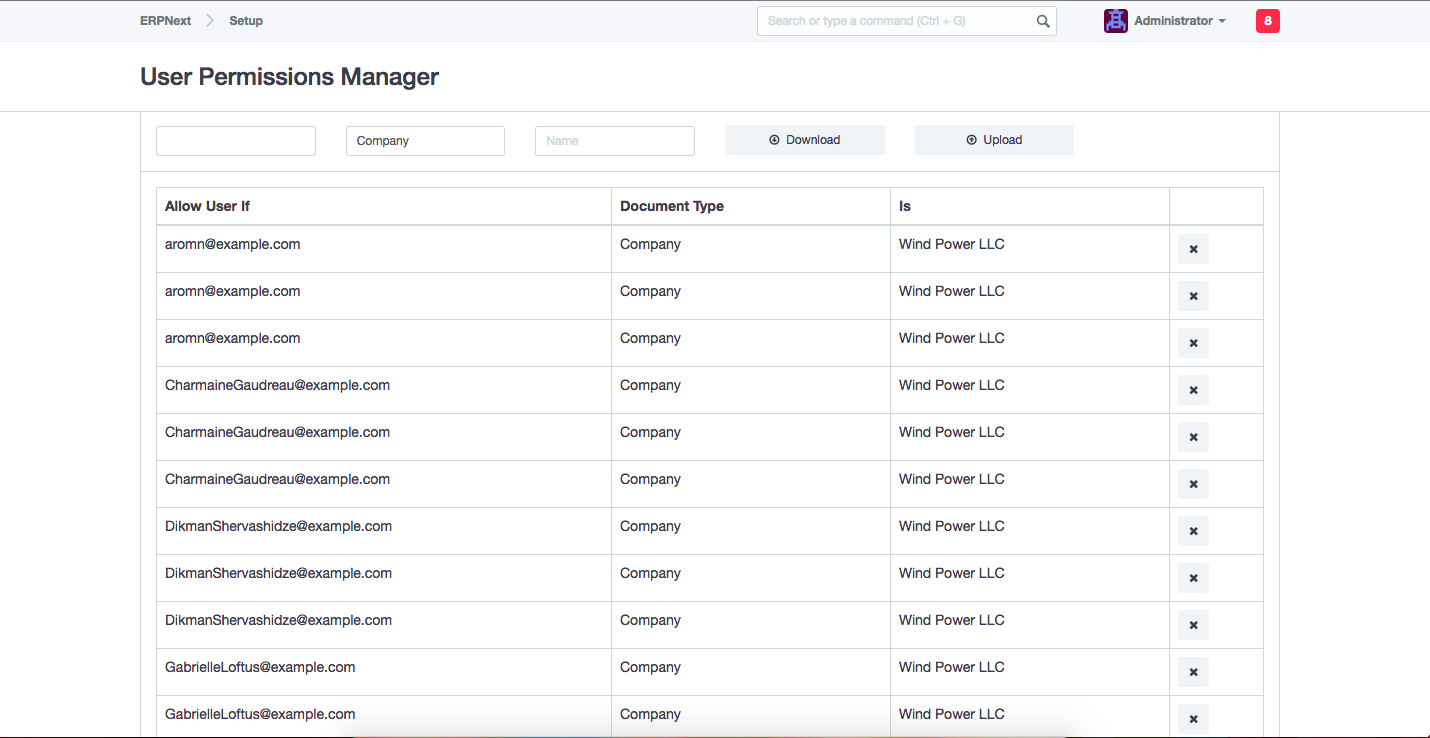 ERPNext Setup Search or type a command (Ctrl + G) Administrator 8
User Permissions Manager
Company Name Download Upload
Allow User If Document Type Is
aromn@example.com Company Wind Power LLC
aromn@example.com Company Wind Power LLC
aromn@example.com Company Wind Power LLC
CharmaineGaudreau@example.com Company Wind Power LLC
CharmaineGaudreau@example.com Company Wind Power LLC
CharmaineGaudreau@example.com Company Wind Power LLC
DikmanShervashidze@example.com Company Wind Power LLC
DikmanShervashidze@example.com Company Wind Power LLC
DikmanShervashidze@example.com Company Wind Power LLC
GabrielleLoftus@example.com Company Wind Power LLC
GabrielleLoftus@example.com Company Wind Power LLC